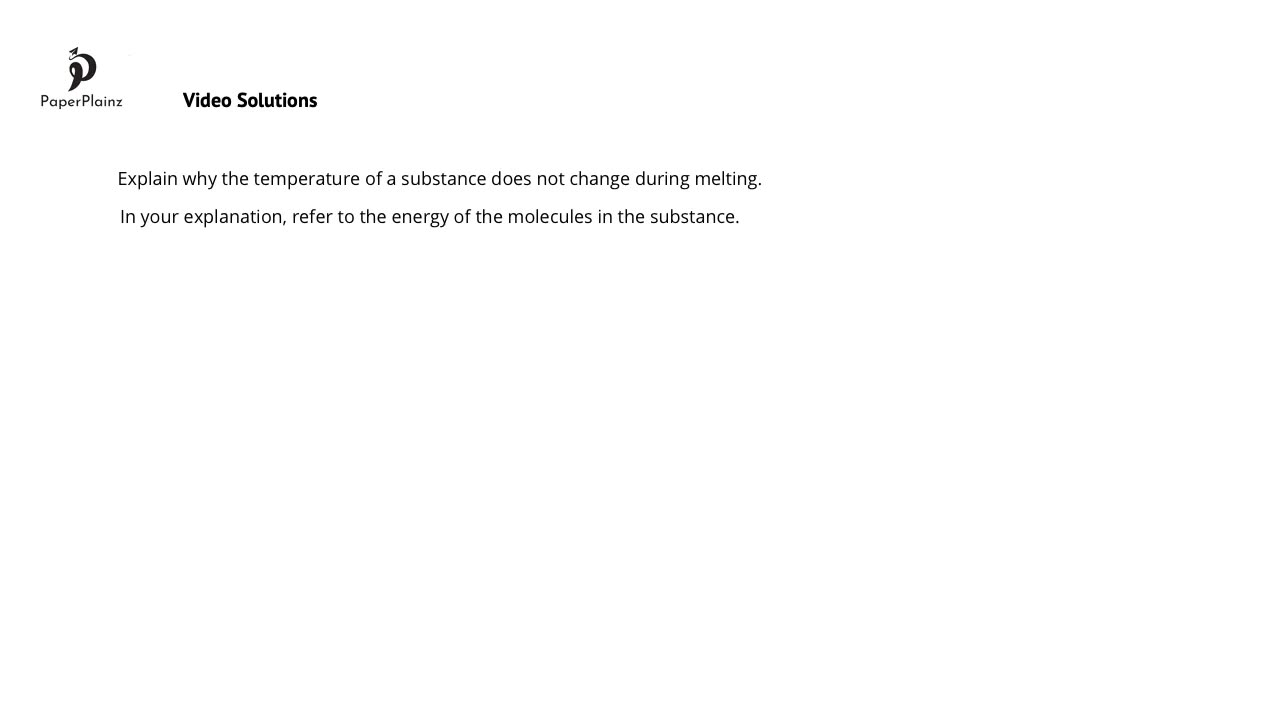 PaperPlainz
Video Solutions
Explain why the temperature of a substance does not change during melting.
In your explanation, refer to the energy of the molecules in the substance.